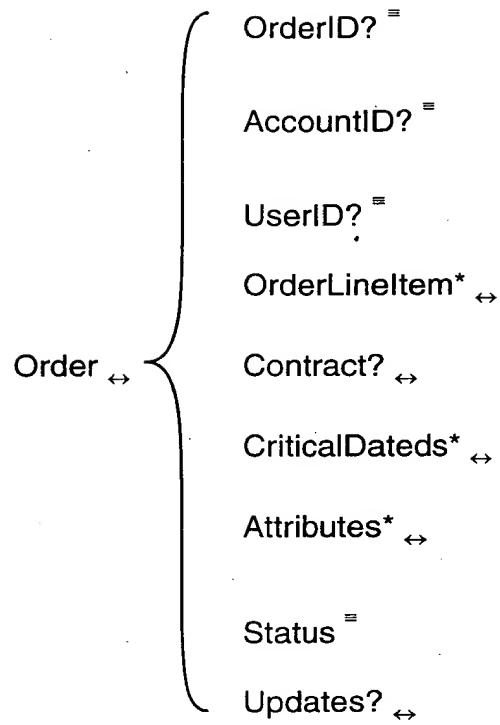 OrderID? ≡
AccountID? ≡
UserID? ≡
OrderLineItem* ↔
Order ↔
Contract? ↔
CriticalDateds* ↔
Attributes* ↔
Status ≡
Updates? ↔